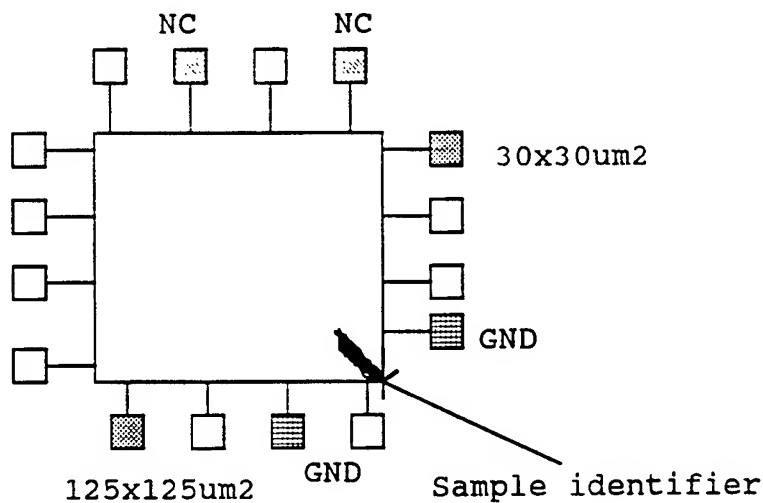 NC NC
30x30um2
GND
GND
125x125um2
Sample identifier